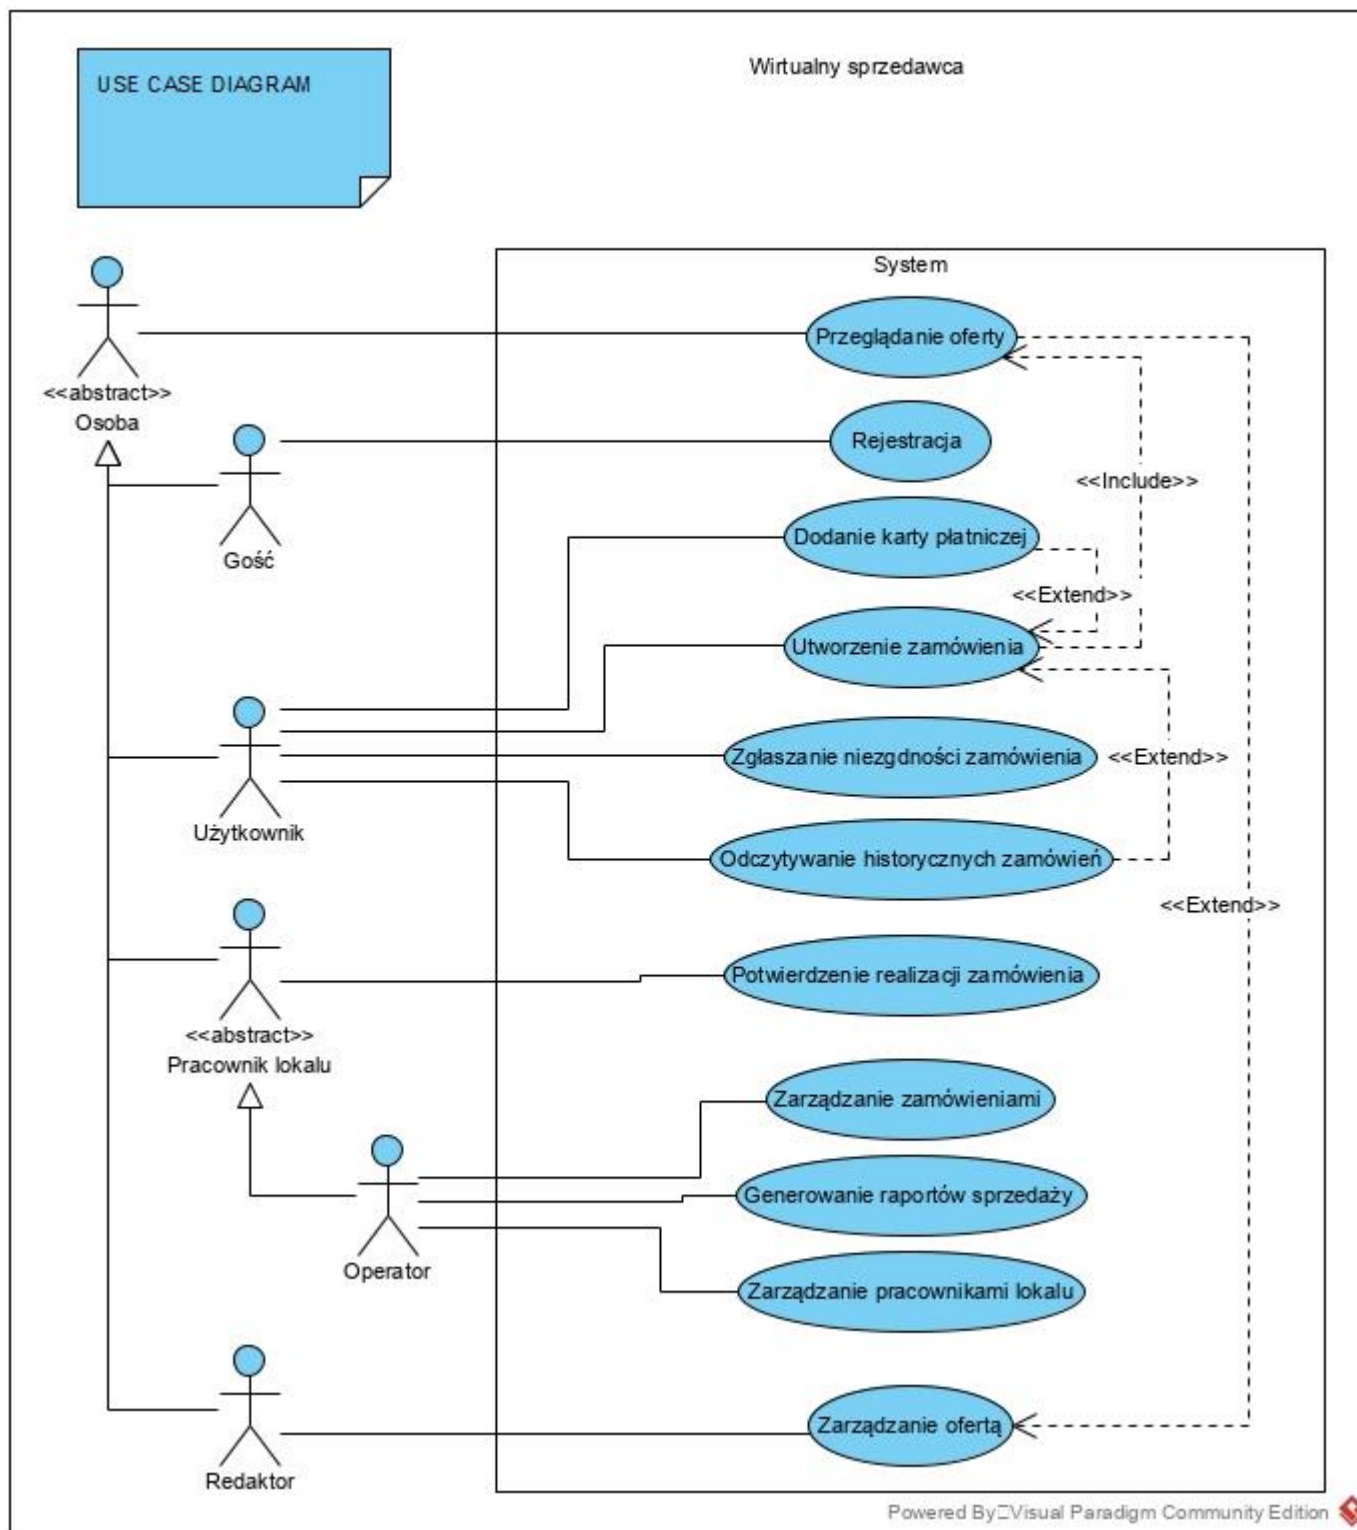 USE CASE DIAGRAM
Wirtualny sprzedawca
System
Przeglądanie oferty
<<abstract>>
Osoba
Rejestracja
<<Include>>
Gość
Dodanie karty płatniczej
<<Extend>>
Utworzenie zamówienia
Zgłaszanie niezgdności zamówienia
<<Extend>>
Użytkownik
Odczytywanie historycznych zamówień
<<Extend>>
Potwierdzenie realizacji zamówienia
<<abstract>>
Pracownik lokalu
Zarządzanie zamówieniami
Generowanie raportów sprzedaży
Operator
Zarządzanie pracownikami lokalu
Zarządzanie ofertą
Redaktor
Powered By Visual Paradigm Community Edition